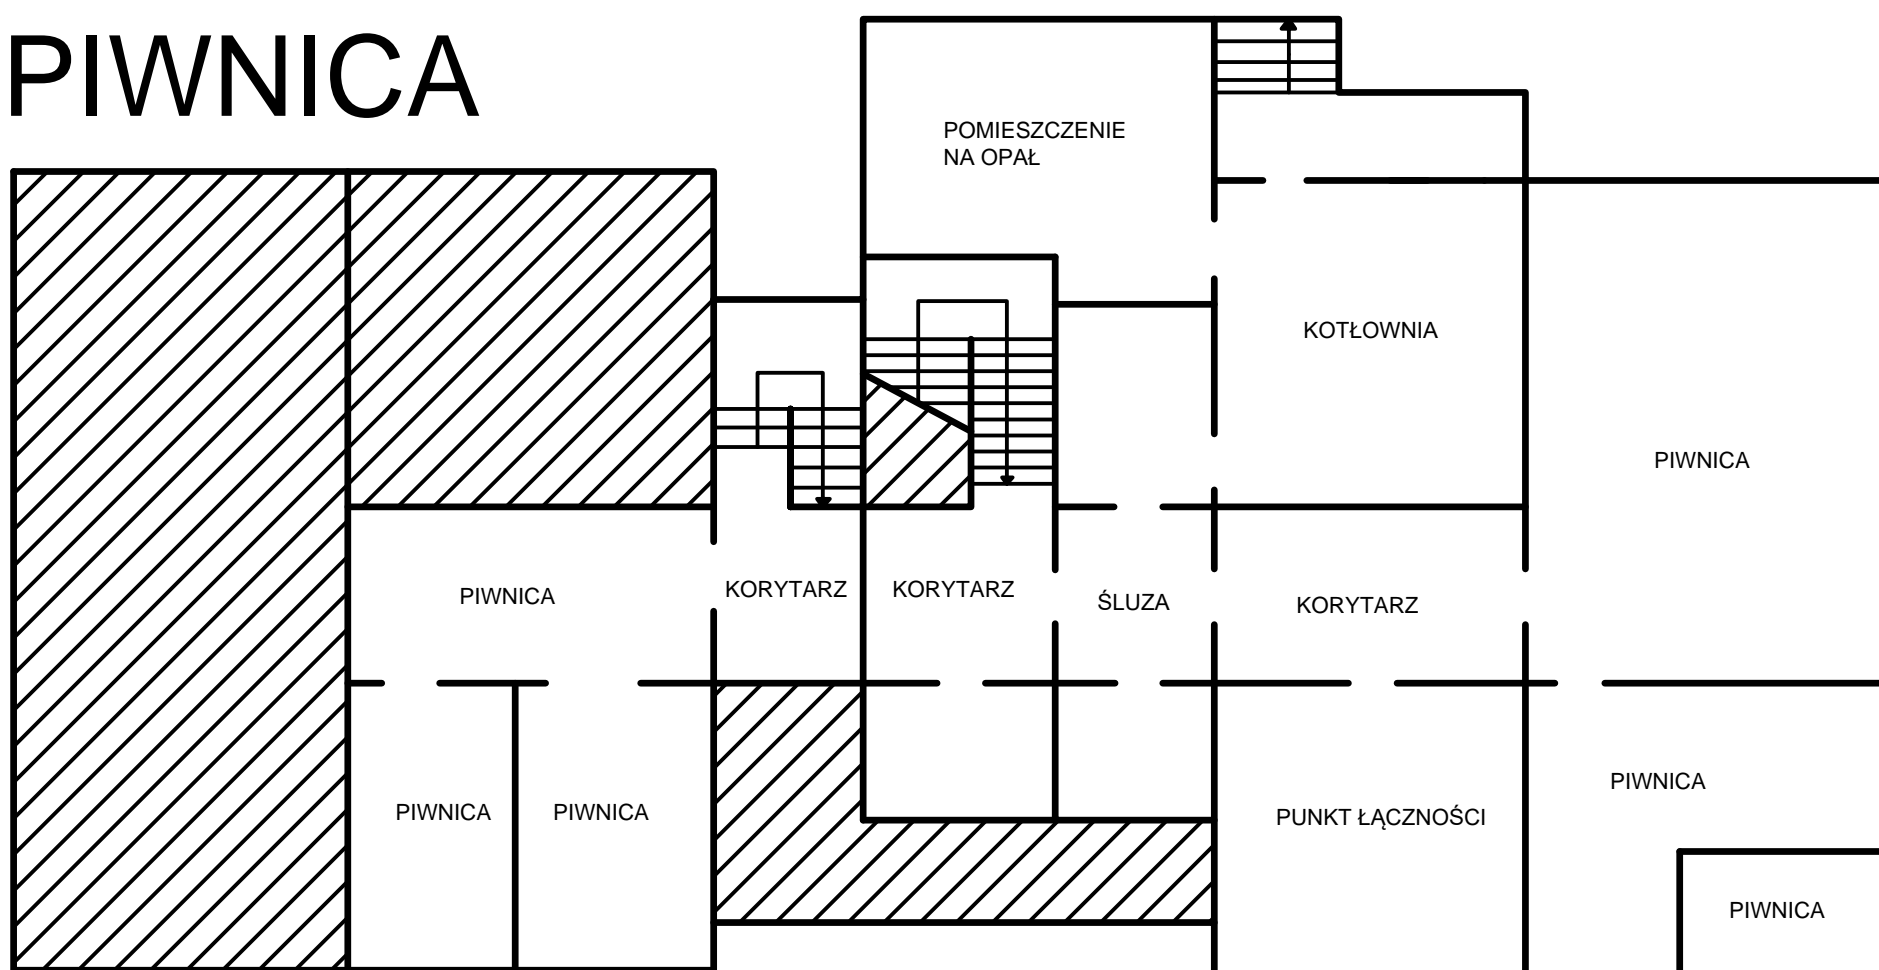 PIWNICA
POMIESZCZENIE
NA OPAŁ
KOTŁOWNIA
PIWNICA
PIWNICA
KORYTARZ
KORYTARZ
ŚLUZA
KORYTARZ
PIWNICA
PIWNICA
PIWNICA
PUNKT ŁĄCZNOŚCI
PIWNICA